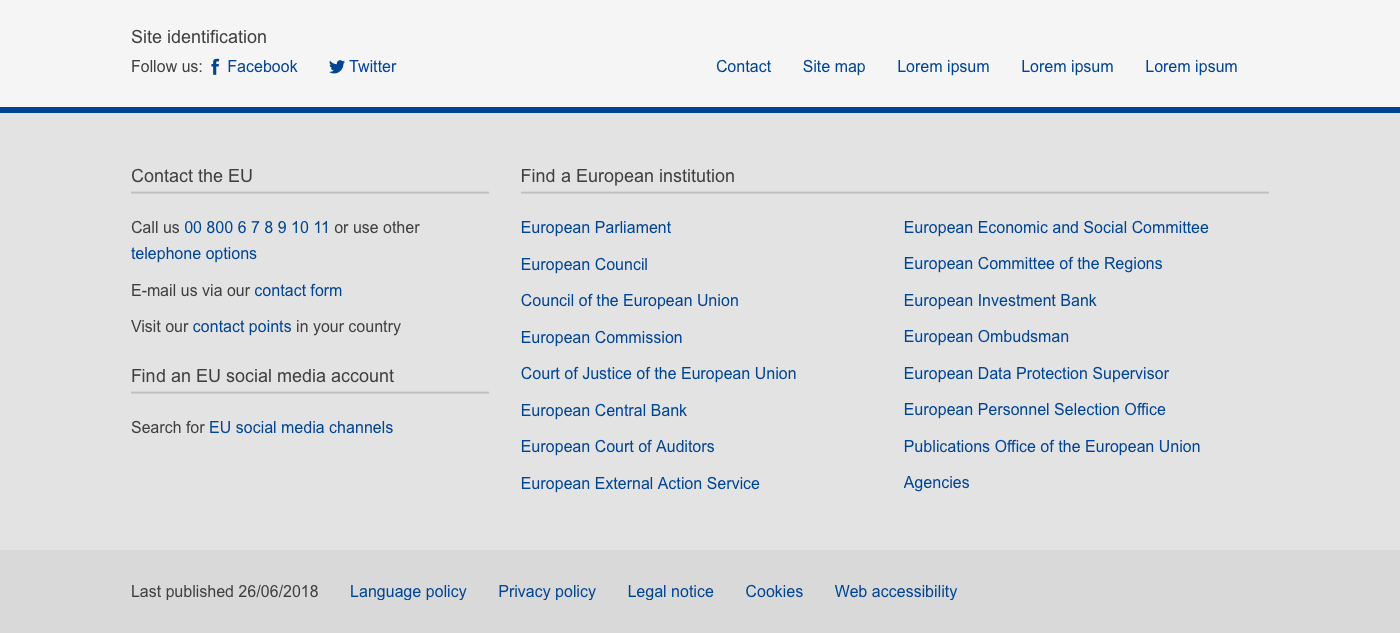 Site identification
Follow us: Facebook Twitter Contact Site map Lorem ipsum Lorem ipsum Lorem ipsum
Contact the EU
Call us 00 800 6 7 8 9 10 11 or use other
telephone options
E-mail us via our contact form
Visit our contact points in your country
Find an EU social media account
Search for EU social media channels
Find a European institution
European Parliament
European Council
Council of the European Union
European Commission
Court of Justice of the European Union
European Central Bank
European Court of Auditors
European External Action Service
European Economic and Social Committee
European Committee of the Regions
European Investment Bank
European Ombudsman
European Data Protection Supervisor
European Personnel Selection Office
Publications Office of the European Union
Agencies
Last published 26/06/2018 Language policy Privacy policy Legal notice Cookies Web accessibility